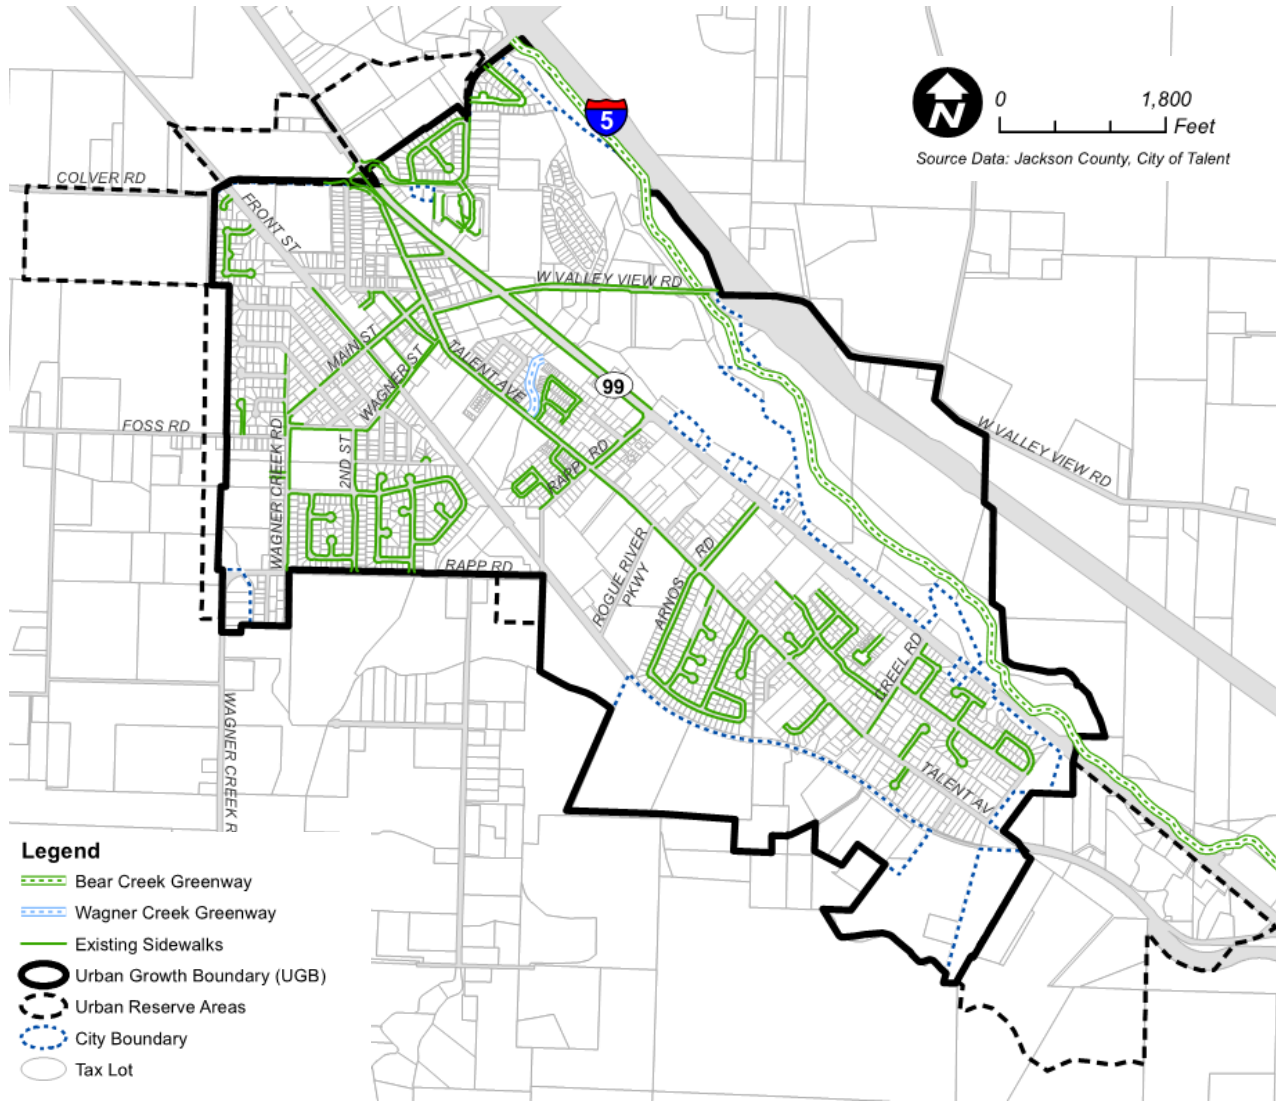 5
N
0 1,800
Feet
Source Data: Jackson County, City of Talent
COLVER RD
FRONT ST
W VALLEY VIEW RD
MAIN ST
WAGNER ST
TALENT AVE
99
FOSS RD
WAGNER CREEK RD
2ND ST
RAPP RD
W VALLEY VIEW RD
RAPP RD
ROGUE RIVER
PKWY
ARNOS RD
CREEL RD
WAGNER CREEK R
TALENT AV
Legend
Bear Creek Greenway
Wagner Creek Greenway
Existing Sidewalks
Urban Growth Boundary (UGB)
Urban Reserve Areas
City Boundary
Tax Lot